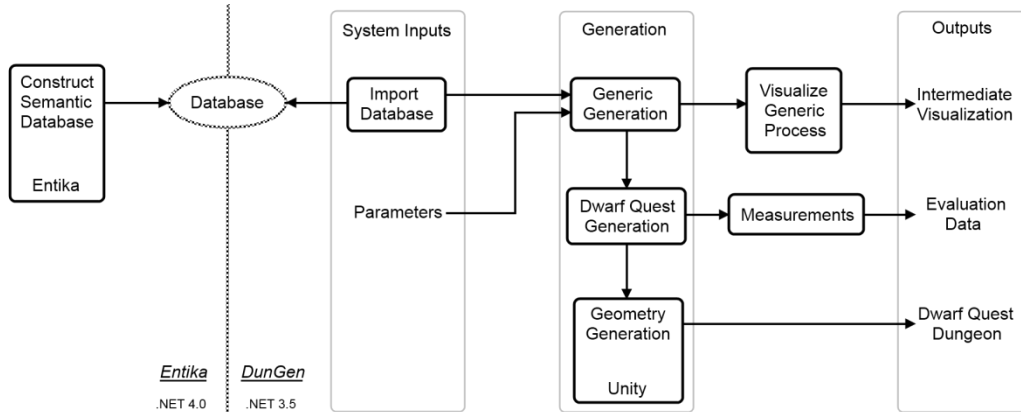 System Inputs
Generation
Outputs
Construct
Semantic
Database
Entika
Database
Import
Database
Parameters
Generic
Generation
Visualize
Generic
Process
Intermediate
Visualization
Dwarf Quest
Generation
Measurements
Evaluation
Data
Geometry
Generation
Unity
Dwarf Quest
Dungeon
Entika
DunGen
.NET 4.0
.NET 3.5